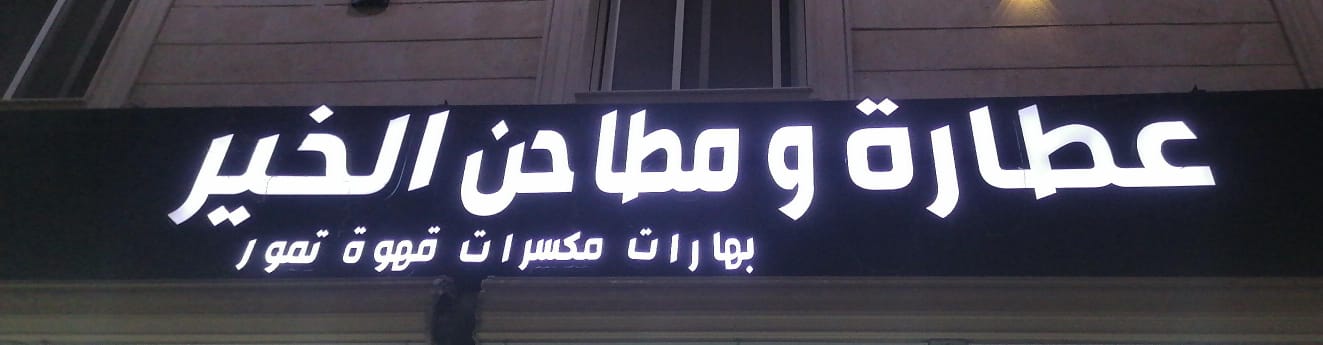 عطارة و مطاحن الخير
بهارات مكسرات قهوة تمور